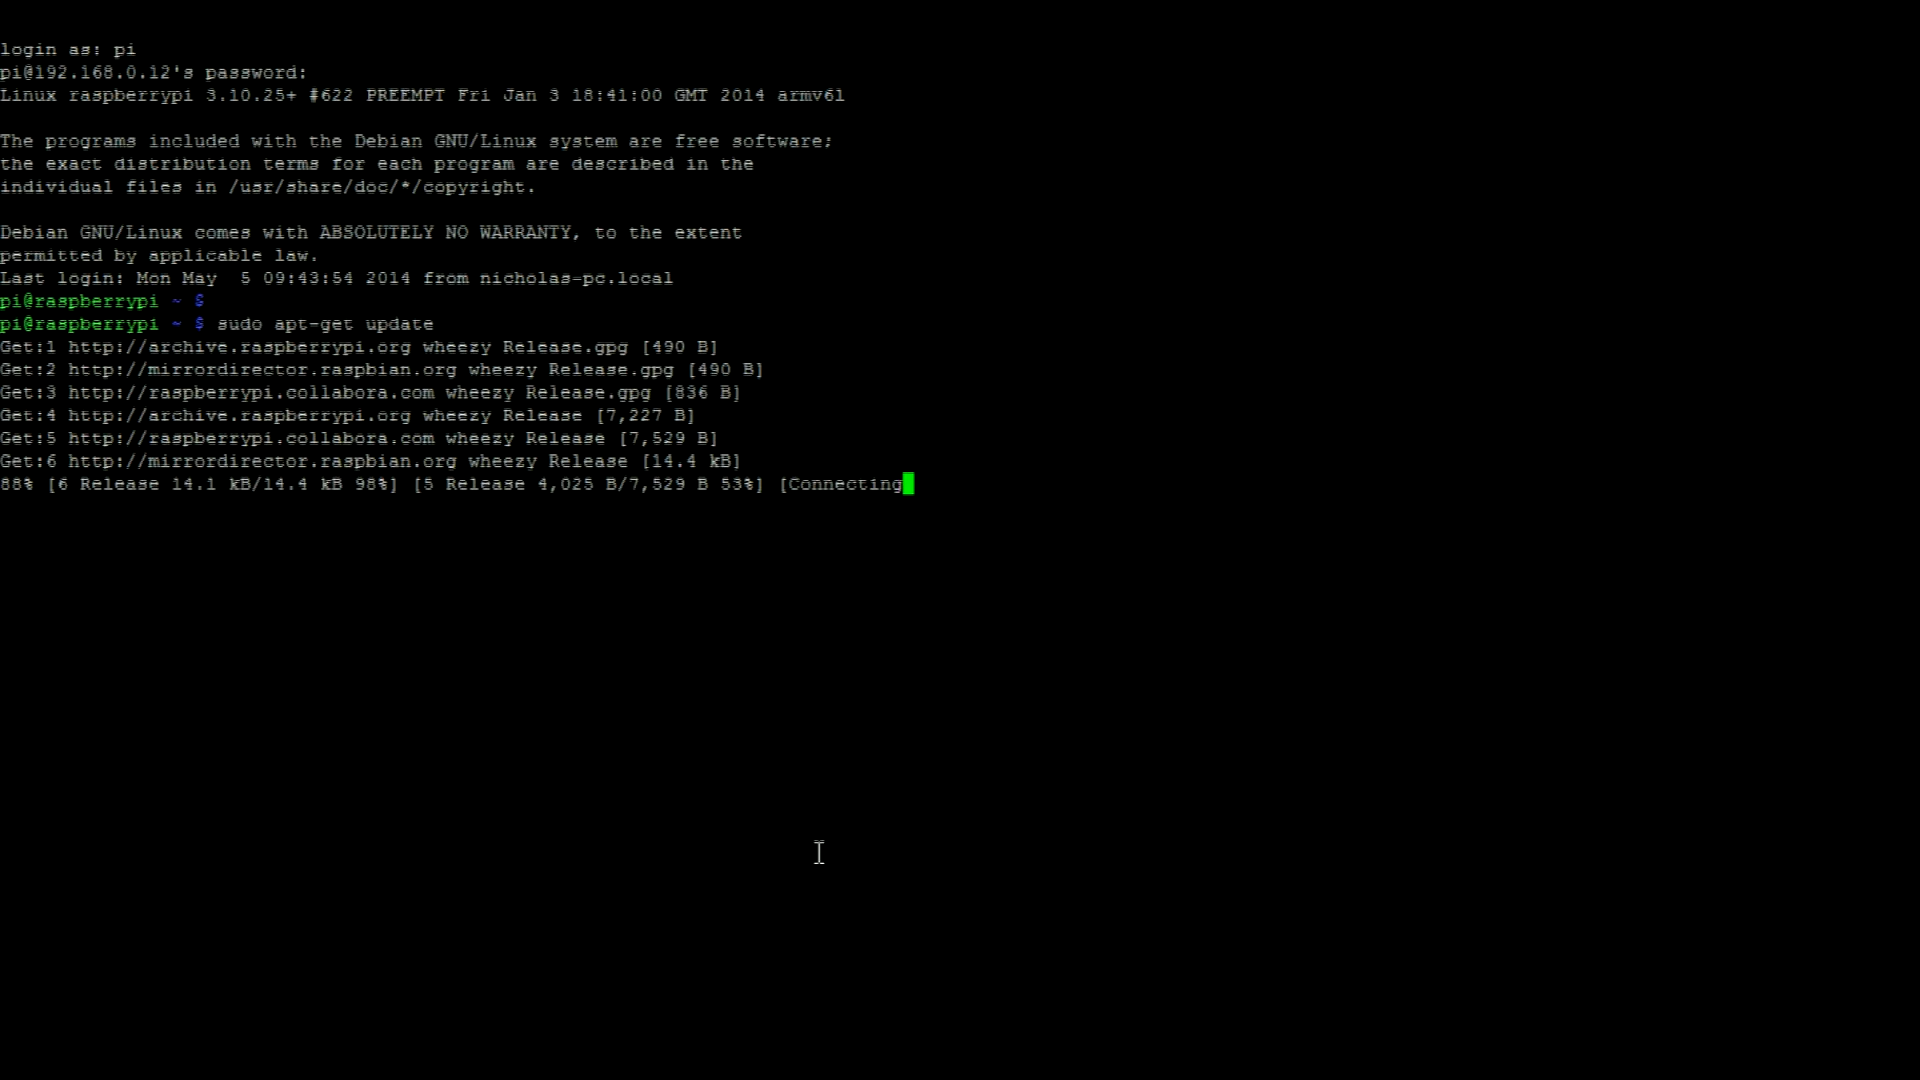 login as: pi
pi@192.168.0.12's password:
Linux raspberrypi 3.10.25+ #622 PREEMPT Fri Jan 3 18:41:00 GMT 2014 armv6l
The programs included with the Debian GNU/Linux system are free software;
the exact distribution terms for each program are described in the
individual files in /usr/share/doc/*/copyright.
Debian GNU/Linux comes with ABSOLUTELY NO WARRANTY, to the extent
permitted by applicable law.
Last login: Mon May  5 09:43:54 2014 from nicholas-pc.local
pi@raspberrypi ~ $
pi@raspberrypi ~ $ sudo apt-get update
Get:1 http://archive.raspberrypi.org wheezy Release.gpg [490 B]
Get:2 http://mirrordirector.raspbian.org wheezy Release.gpg [490 B]
Get:3 http://raspberrypi.collabora.com wheezy Release.gpg [836 B]
Get:4 http://archive.raspberrypi.org wheezy Release [7,227 B]
Get:5 http://raspberrypi.collabora.com wheezy Release [7,529 B]
Get:6 http://mirrordirector.raspbian.org wheezy Release [14.4 kB]
88% [6 Release 14.1 kB/14.4 kB 98%] [5 Release 4,025 B/7,529 B 53%] [Connecting